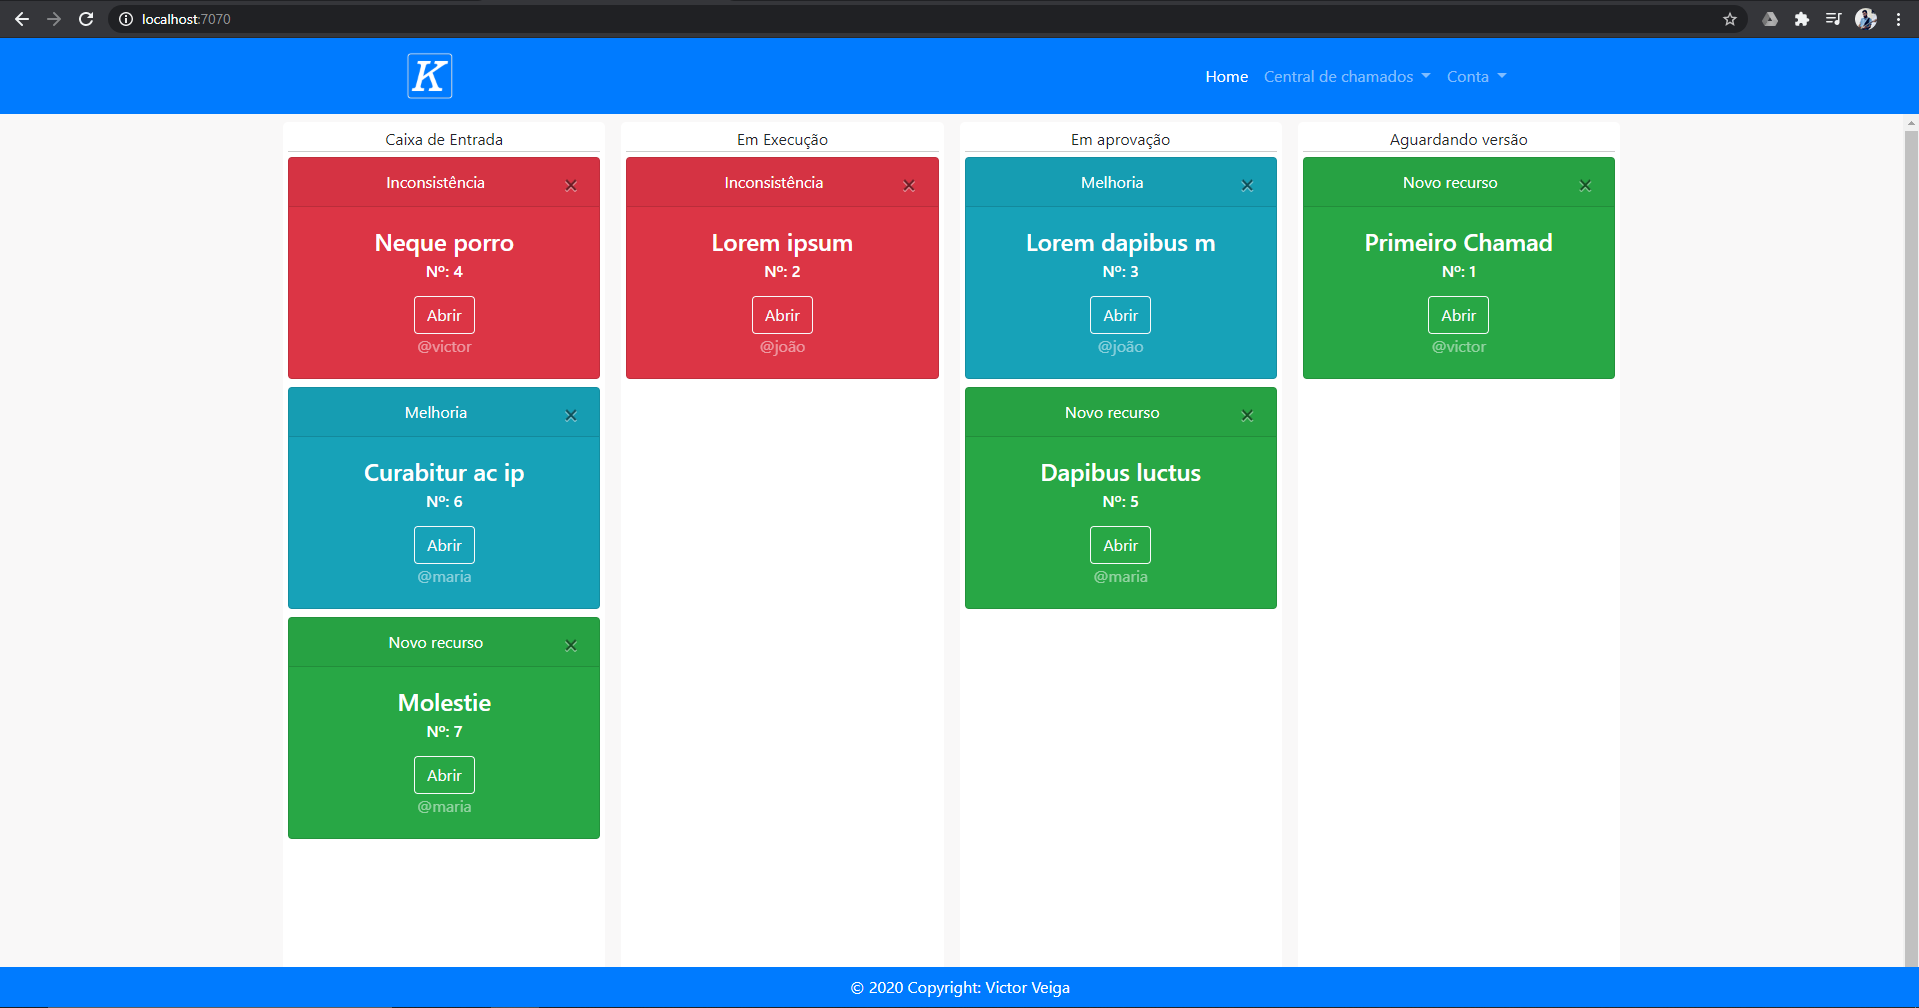 localhost:7070
K
Home
Central de chamados
Conta
Caixa de Entrada
Inconsistência
×
Neque porro
Nº: 4
Abrir
@victor
Melhoria
×
Curabitur ac ip
Nº: 6
Abrir
@maria
Novo recurso
×
Molestie
Nº: 7
Abrir
@maria
Em Execução
Inconsistência
×
Lorem ipsum
Nº: 2
Abrir
@joão
Em aprovação
Melhoria
×
Lorem dapibus m
Nº: 3
Abrir
@joão
Novo recurso
×
Dapibus luctus
Nº: 5
Abrir
@maria
Aguardando versão
Novo recurso
×
Primeiro Chamad
Nº: 1
Abrir
@victor
© 2020 Copyright: Victor Veiga